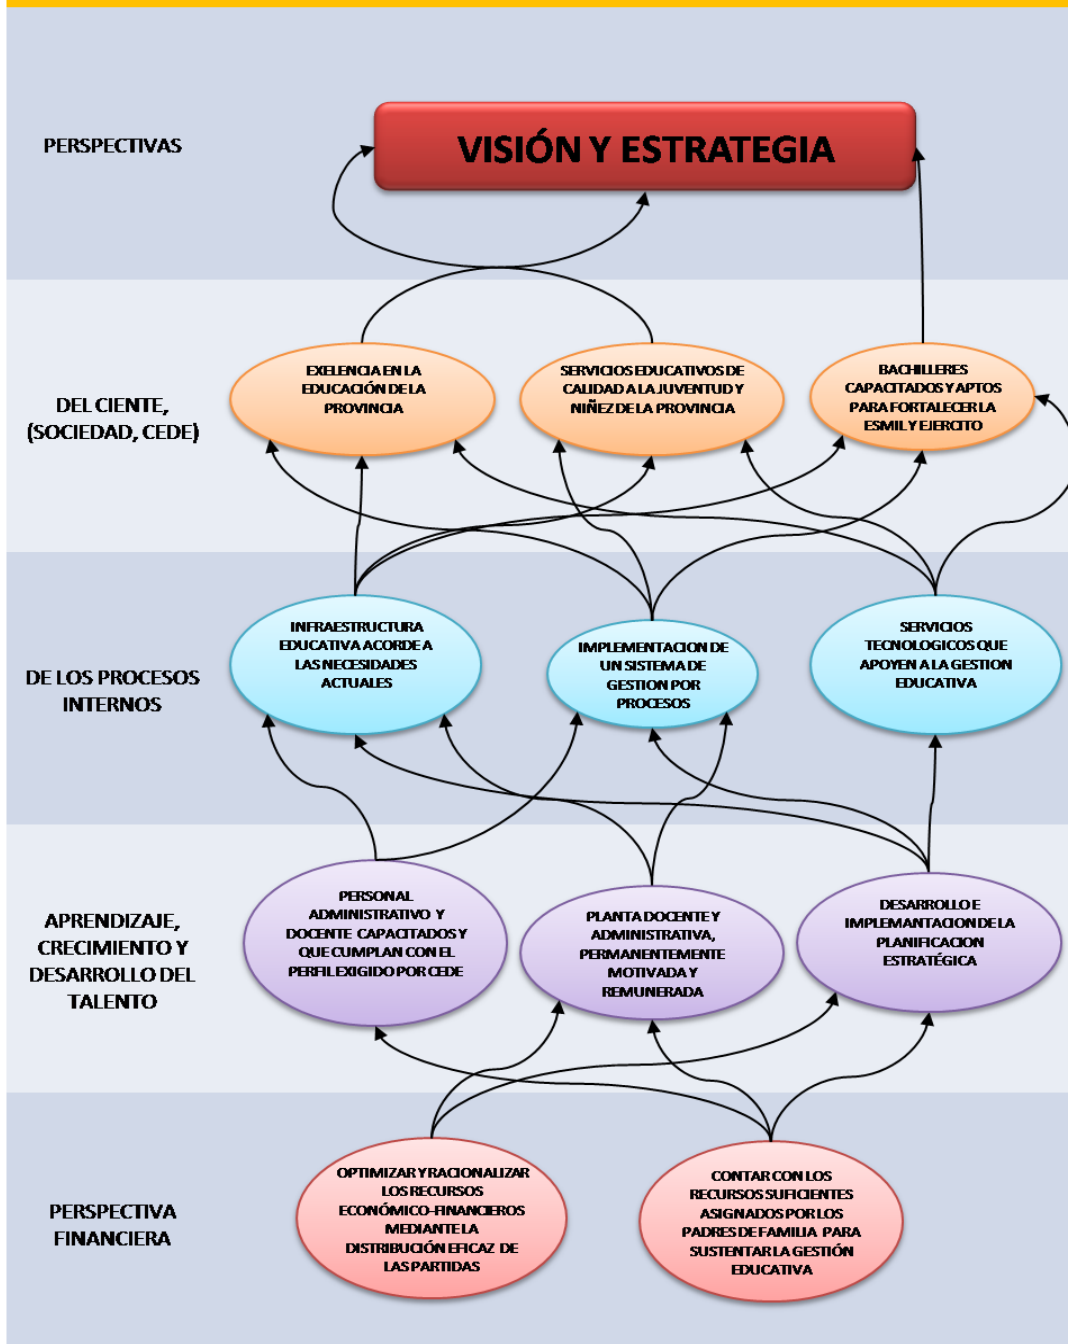 PERSPECTIVAS
VISIÓN Y ESTRATEGIA
DEL CIENTE,
(SOCIEDAD, CEDE)
EXELENCIA EN LA
EDUCACIÓN DE LA
PROVINCIA
SERVICIOS EDUCATIVOS DE
CALIDAD A LA JUVENTUD Y
NIÑEZ DE LA PROVINCIA
BACHILLERES
CAPACITADOS Y APTOS
PARA FORTALECER LA
ESMIL Y EJERCITO
DE LOS PROCESOS
INTERNOS
INFRAESTRUCTURA
EDUCATIVA ACORDE A
LAS NECESIDADES
ACTUALES
IMPLEMENTACION DE
UN SISTEMA DE
GESTION POR
PROCESOS
SERVICIOS
TECNOLOGICOS QUE
APOYEN A LA GESTION
EDUCATIVA
APRENDIZAJE,
CRECIMIENTO Y
DESARROLLO DEL
TALENTO
PERSONAL
ADMINISTRATIVO Y
DOCENTE CAPACITADOS Y
QUE CUMPLAN CON EL
PERFIL EXIGIDO POR CEDE
PLANTA DOCENTE Y
ADMINISTRATIVA,
PERMANENTEMENTE
MOTIVADA Y
REMUNERADA
DESARROLLO E
IMPLEMANTACION DE LA
PLANIFICACION
ESTRATÉGICA
PERSPECTIVA
FINANCIERA
OPTIMIZAR Y RACIONALIZAR
LOS RECURSOS
ECONÓMICO-FINANCIEROS
MEDIANTE LA
DISTRIBUCIÓN EFICAZ DE
LAS PARTIDAS
CONTAR CON LOS
RECURSOS SUFICIENTES
ASIGNADOS POR LOS
PADRES DE FAMILIA PARA
SUSTENTAR LA GESTIÓN
EDUCATIVA